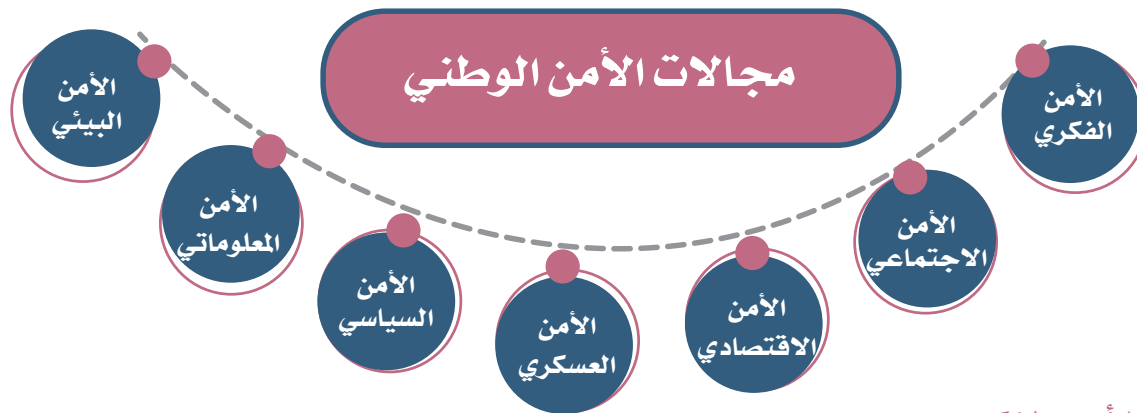 مجالات الأمن الوطني
الأمن
الفكري
الأمن
الاجتماعي
الأمن
الاقتصادي
الأمن
العسكري
الأمن
السياسي
الأمن
المعلوماتي
الأمن
البيئي